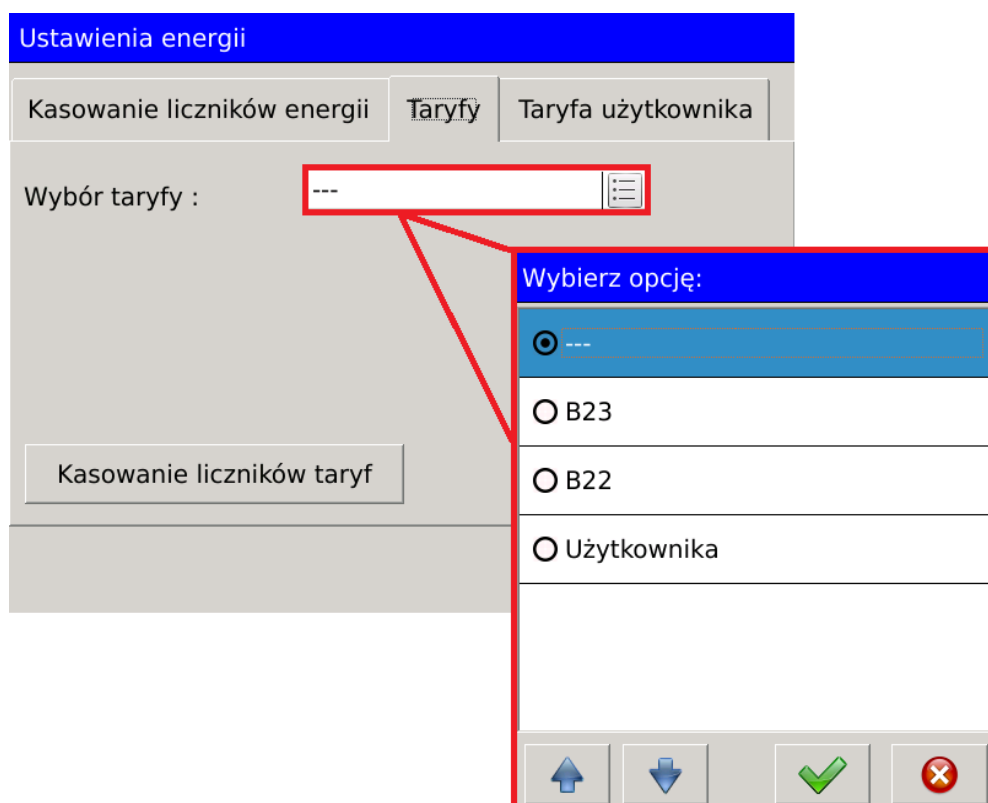 Ustawienia energii
Kasowanie liczników energii Taryfy Taryfa użytkownika
Wybór taryfy : ---
Kasowanie liczników taryf
Wybierz opcję:
---
B23
B22
Użytkownika